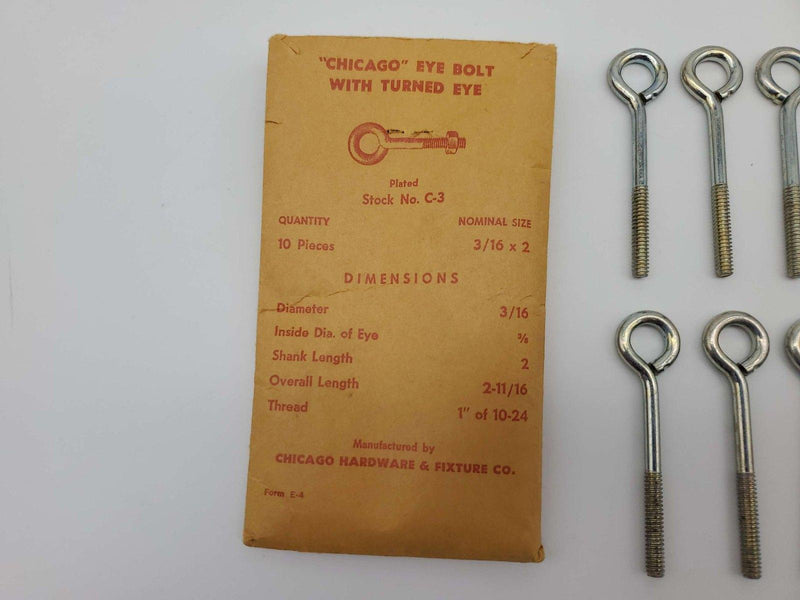 "CHICAGO" EYE BOLT
WITH TURNED EYE
Plated
Stock No. C-3
QUANTITY NOMINAL SIZE
10 Pieces 3/16 x 2
DIMENSIONS
Diameter 3/16
Inside Dia. of Eye ⅜
Shank Length 2
Overall Length 2-11/16
Thread 1" of 10-24
Manufactured by
CHICAGO HARDWARE & FIXTURE CO.
Form E-4